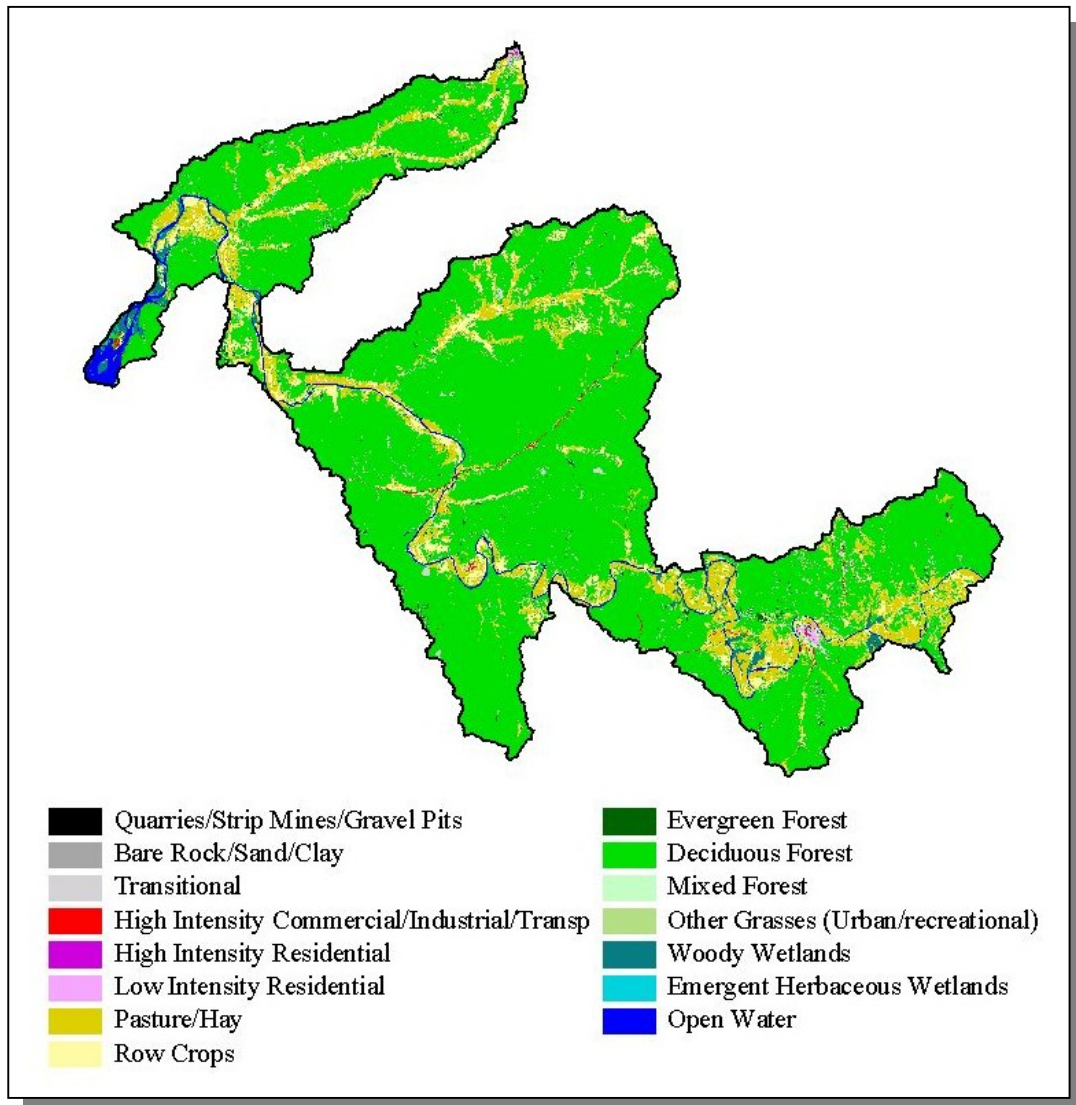 Quarries/Strip Mines/Gravel Pits
Bare Rock/Sand/Clay
Transitional
High Intensity Commercial/Industrial/Transp
High Intensity Residential
Low Intensity Residential
Pasture/Hay
Row Crops
Evergreen Forest
Deciduous Forest
Mixed Forest
Other Grasses (Urban/recreational)
Woody Wetlands
Emergent Herbaceous Wetlands
Open Water